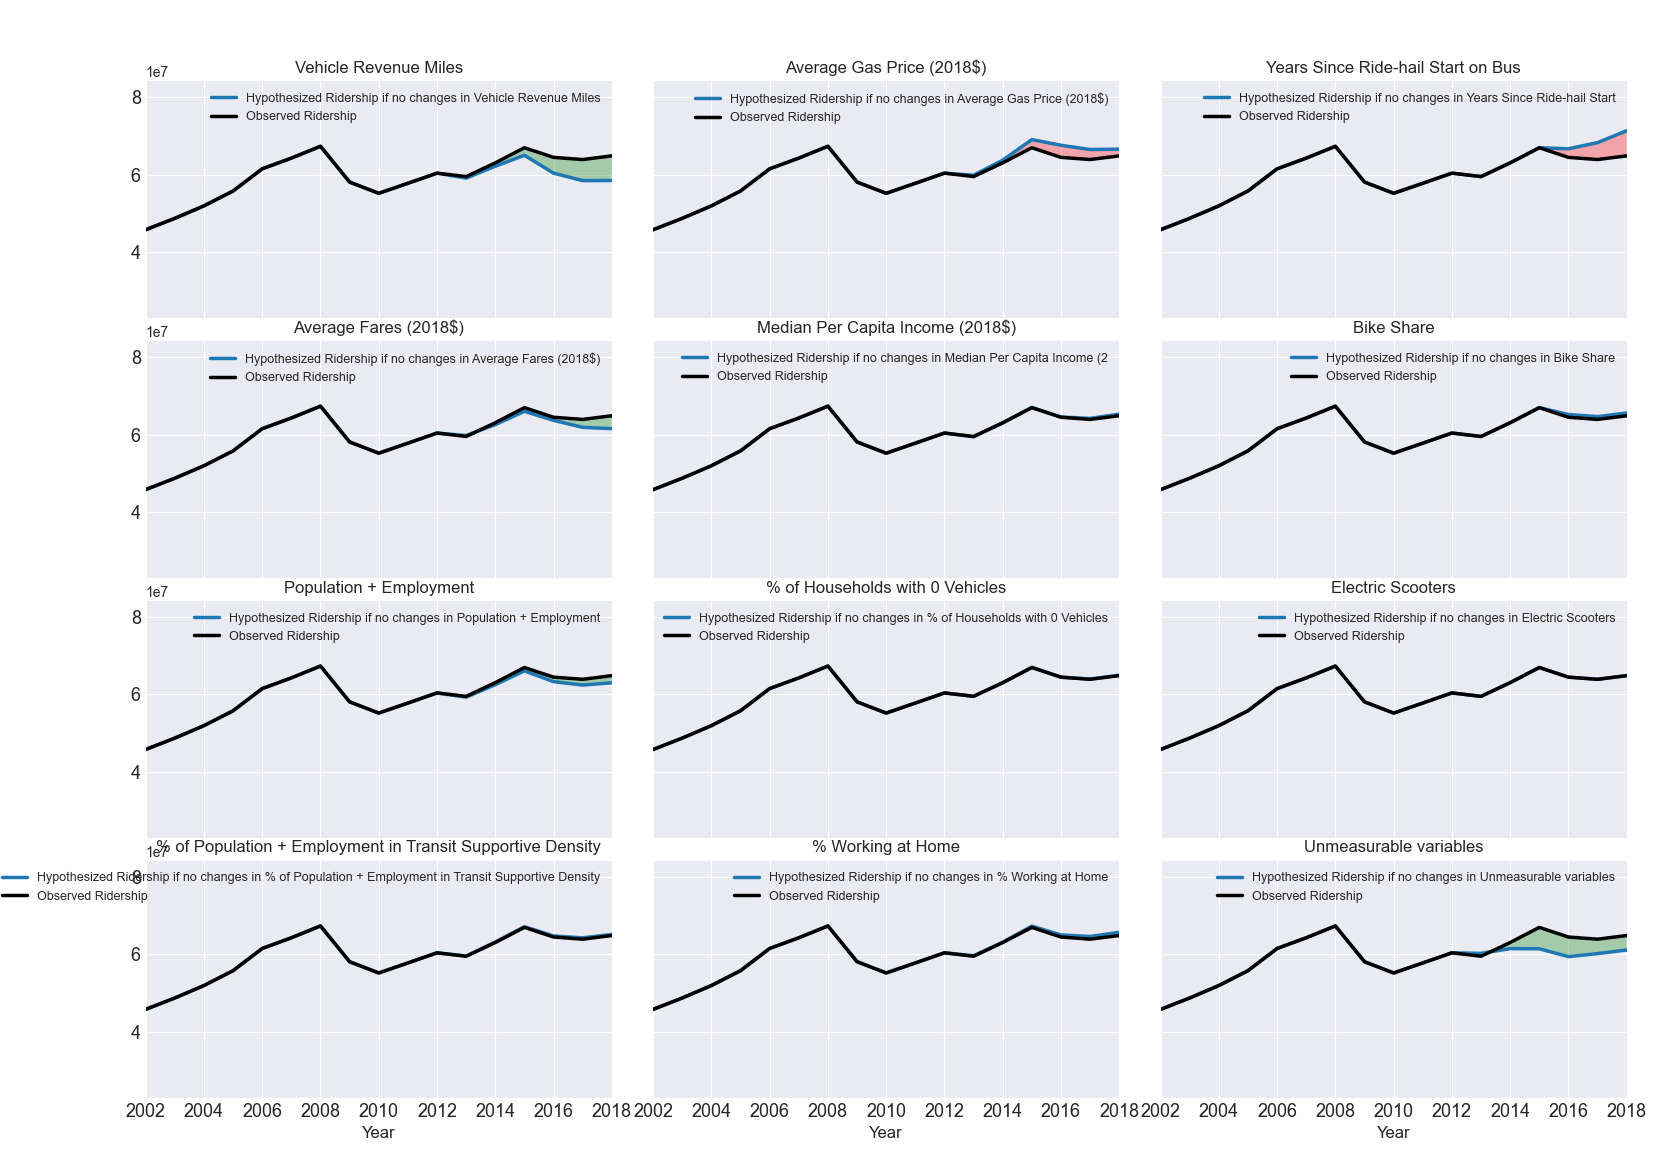 Vehicle Revenue Miles
Average Gas Price (2018$)
Years Since Ride-hail Start on Bus
1e7
Hypothesized Ridership if no changes in Vehicle Revenue Miles
Observed Ridership
Hypothesized Ridership if no changes in Average Gas Price (2018$)
Observed Ridership
Hypothesized Ridership if no changes in Years Since Ride-hail Start
Observed Ridership
8
6
4
Average Fares (2018$)
Median Per Capita Income (2018$)
Bike Share
1e7
Hypothesized Ridership if no changes in Average Fares (2018$)
Observed Ridership
Hypothesized Ridership if no changes in Median Per Capita Income (2
Observed Ridership
Hypothesized Ridership if no changes in Bike Share
Observed Ridership
8
6
4
Population + Employment
% of Households with 0 Vehicles
Electric Scooters
1e7
Hypothesized Ridership if no changes in Population + Employment
Observed Ridership
Hypothesized Ridership if no changes in % of Households with 0 Vehicles
Observed Ridership
Hypothesized Ridership if no changes in Electric Scooters
Observed Ridership
8
6
4
% of Population + Employment in Transit Supportive Density
% Working at Home
Unmeasurable variables
1e7
Hypothesized Ridership if no changes in % of Population + Employment in Transit Supportive Density
Observed Ridership
Hypothesized Ridership if no changes in % Working at Home
Observed Ridership
Hypothesized Ridership if no changes in Unmeasurable variables
Observed Ridership
8
6
4
2002 2004 2006 2008 2010 2012 2014 2016 2018
2002 2004 2006 2008 2010 2012 2014 2016 2018
2002 2004 2006 2008 2010 2012 2014 2016 2018
Year
Year
Year